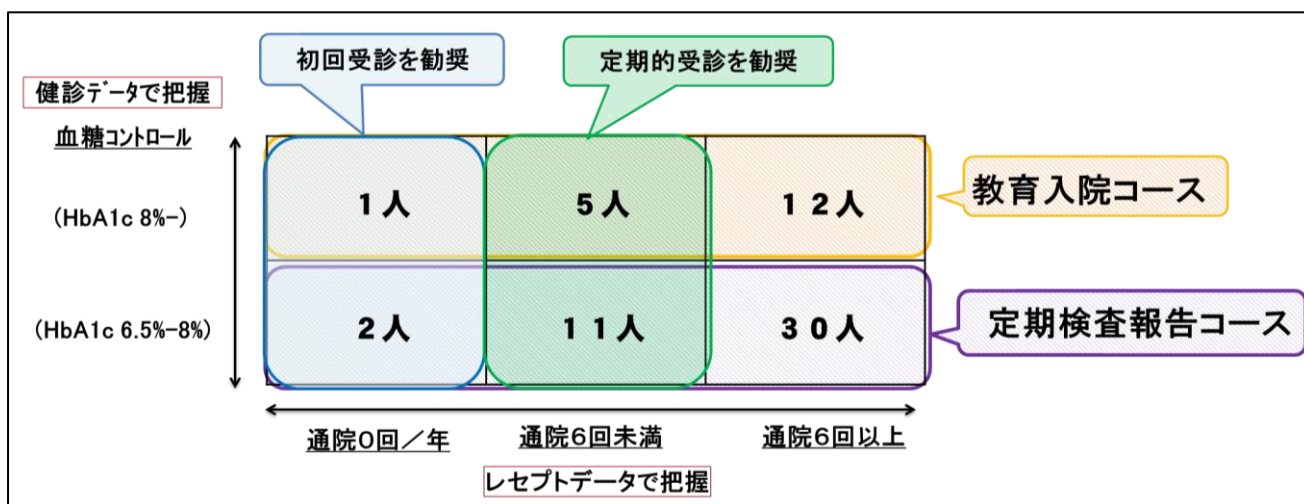 初回受診を勧奨
定期的受診を勧奨
健診データで把握
血糖コントロール
(HbA1c 8%-)
1人
5人
12人
教育入院コース
(HbA1c 6.5%-8%)
2人
11人
30人
定期検査報告コース
通院0回/年
通院6回未満
通院6回以上
レセプトデータで把握